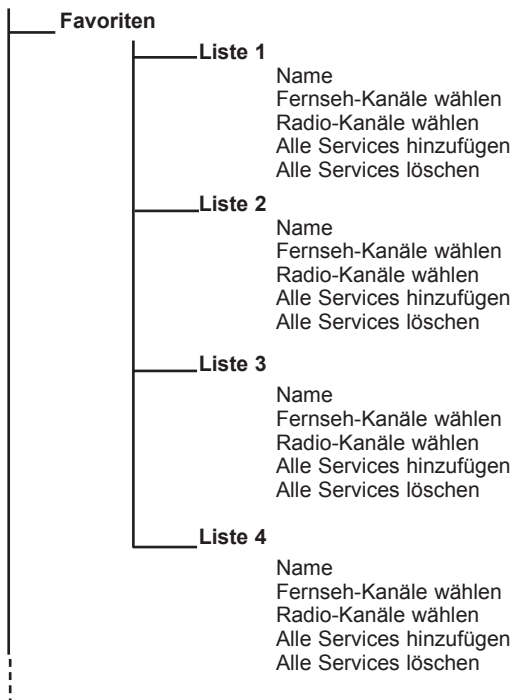 Favoriten
Liste 1
Name
Fernseh-Kanäle wählen
Radio-Kanäle wählen
Alle Services hinzufügen
Alle Services löschen
Liste 2
Name
Fernseh-Kanäle wählen
Radio-Kanäle wählen
Alle Services hinzufügen
Alle Services löschen
Liste 3
Name
Fernseh-Kanäle wählen
Radio-Kanäle wählen
Alle Services hinzufügen
Alle Services löschen
Liste 4
Name
Fernseh-Kanäle wählen
Radio-Kanäle wählen
Alle Services hinzufügen
Alle Services löschen